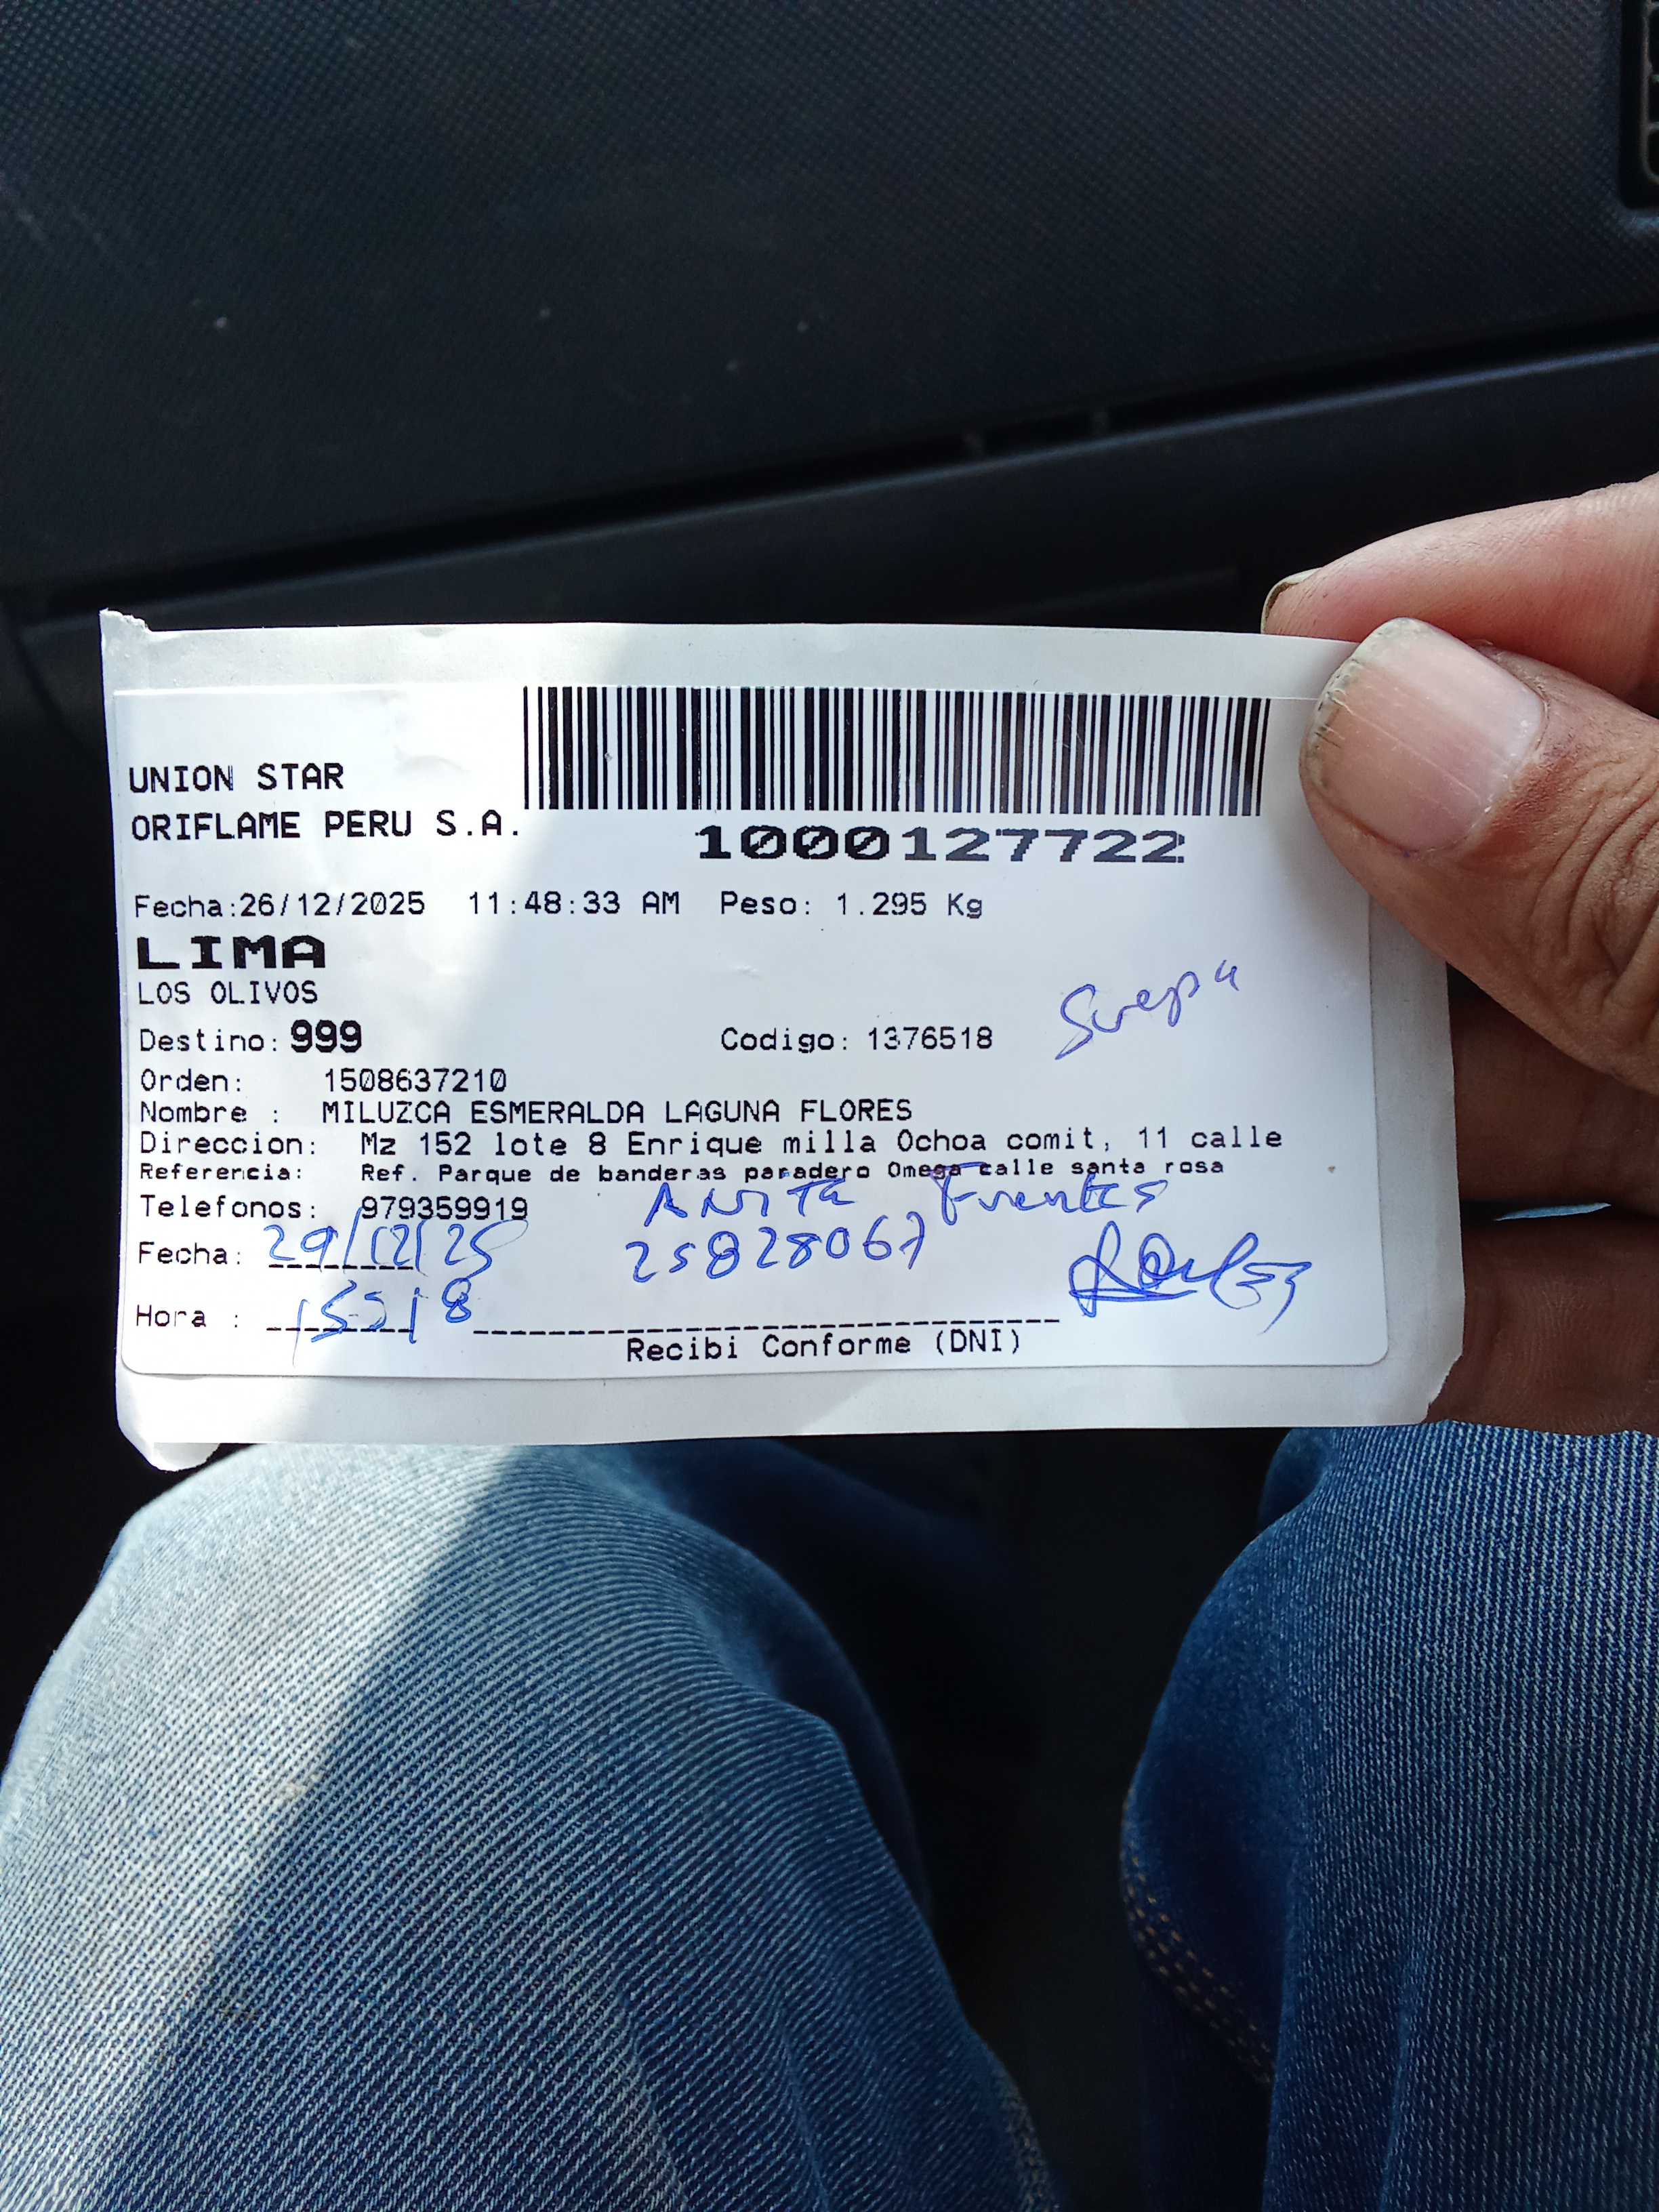 UNION STAR
ORIFLAME PERU S.A.
1000127722
Fecha:26/12/2025 11:48:33 AM Peso: 1.295 Kg
LIMA
LOS OLIVOS
Destino: 999 Codigo: 1376518
Orden: 1508637210
Nombre : MILUZCA ESMERALDA LAGUNA FLORES
Direccion: Mz 152 lote 8 Enrique milla Ochoa comit, 11 calle
Referencia: Ref. Parque de banderas paradero Omega calle santa rosa
Telefonos: 979359919 ANITA Fuentes
Fecha: 29/12/25 25828067
Hora : 15:18
Recibi Conforme (DNI)